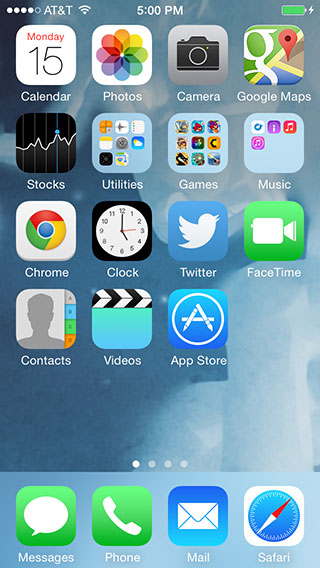 AT&T 5:00 PM
Monday
15
Calendar Photos Camera Google Maps
Stocks Utilities Games Music
Chrome Clock Twitter FaceTime
Contacts Videos App Store
Messages Phone Mail Safari